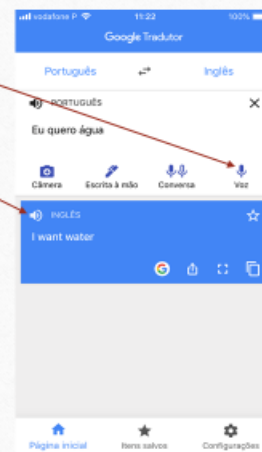 vodafone P 11:22 100%
Google Tradutor
Português Inglês
PORTUGUÊS
Eu quero água
Câmera Escrita à mão Conversa Voz
INGLÊS
I want water
Página inicial Itens salvos Configurações